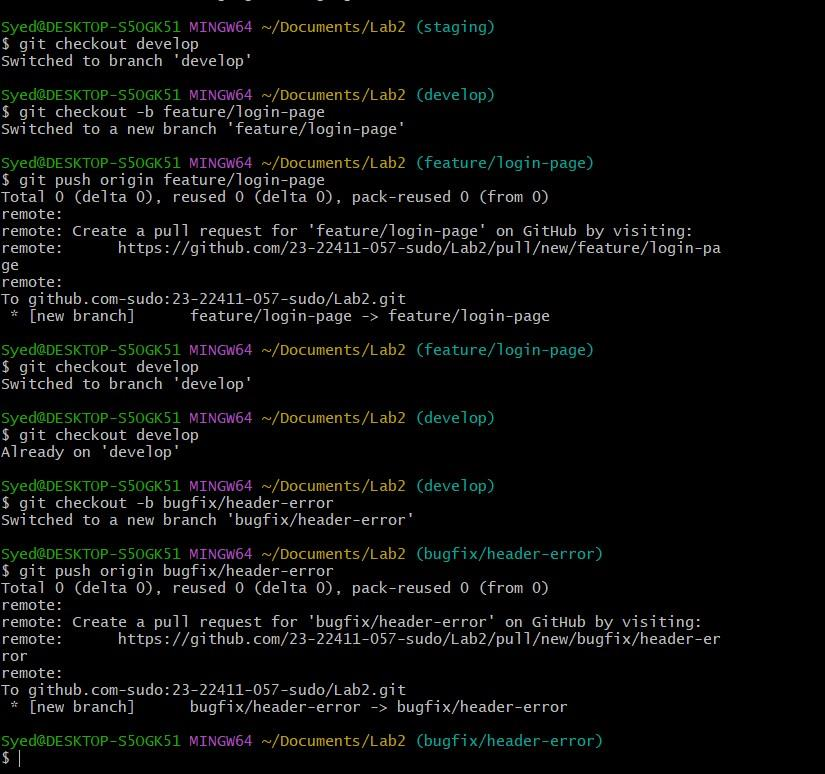 Syed@DESKTOP-S5OGK51 MINGW64 ~/Documents/Lab2 (staging)
$ git checkout develop
Switched to branch 'develop'
Syed@DESKTOP-S5OGK51 MINGW64 ~/Documents/Lab2 (develop)
$ git checkout -b feature/login-page
Switched to a new branch 'feature/login-page'
Syed@DESKTOP-S5OGK51 MINGW64 ~/Documents/Lab2 (feature/login-page)
$ git push origin feature/login-page
Total 0 (delta 0), reused 0 (delta 0), pack-reused 0 (from 0)
remote:
remote: Create a pull request for 'feature/login-page' on GitHub by visiting:
remote:      https://github.com/23-22411-057-sudo/Lab2/pull/new/feature/login-pa
ge
remote:
To github.com-sudo:23-22411-057-sudo/Lab2.git
 * [new branch]      feature/login-page -> feature/login-page
Syed@DESKTOP-S5OGK51 MINGW64 ~/Documents/Lab2 (feature/login-page)
$ git checkout develop
Switched to branch 'develop'
Syed@DESKTOP-S5OGK51 MINGW64 ~/Documents/Lab2 (develop)
$ git checkout develop
Already on 'develop'
Syed@DESKTOP-S5OGK51 MINGW64 ~/Documents/Lab2 (develop)
$ git checkout -b bugfix/header-error
Switched to a new branch 'bugfix/header-error'
Syed@DESKTOP-S5OGK51 MINGW64 ~/Documents/Lab2 (bugfix/header-error)
$ git push origin bugfix/header-error
Total 0 (delta 0), reused 0 (delta 0), pack-reused 0 (from 0)
remote:
remote: Create a pull request for 'bugfix/header-error' on GitHub by visiting:
remote:      https://github.com/23-22411-057-sudo/Lab2/pull/new/bugfix/header-er
ror
remote:
To github.com-sudo:23-22411-057-sudo/Lab2.git
 * [new branch]      bugfix/header-error -> bugfix/header-error
Syed@DESKTOP-S5OGK51 MINGW64 ~/Documents/Lab2 (bugfix/header-error)
$